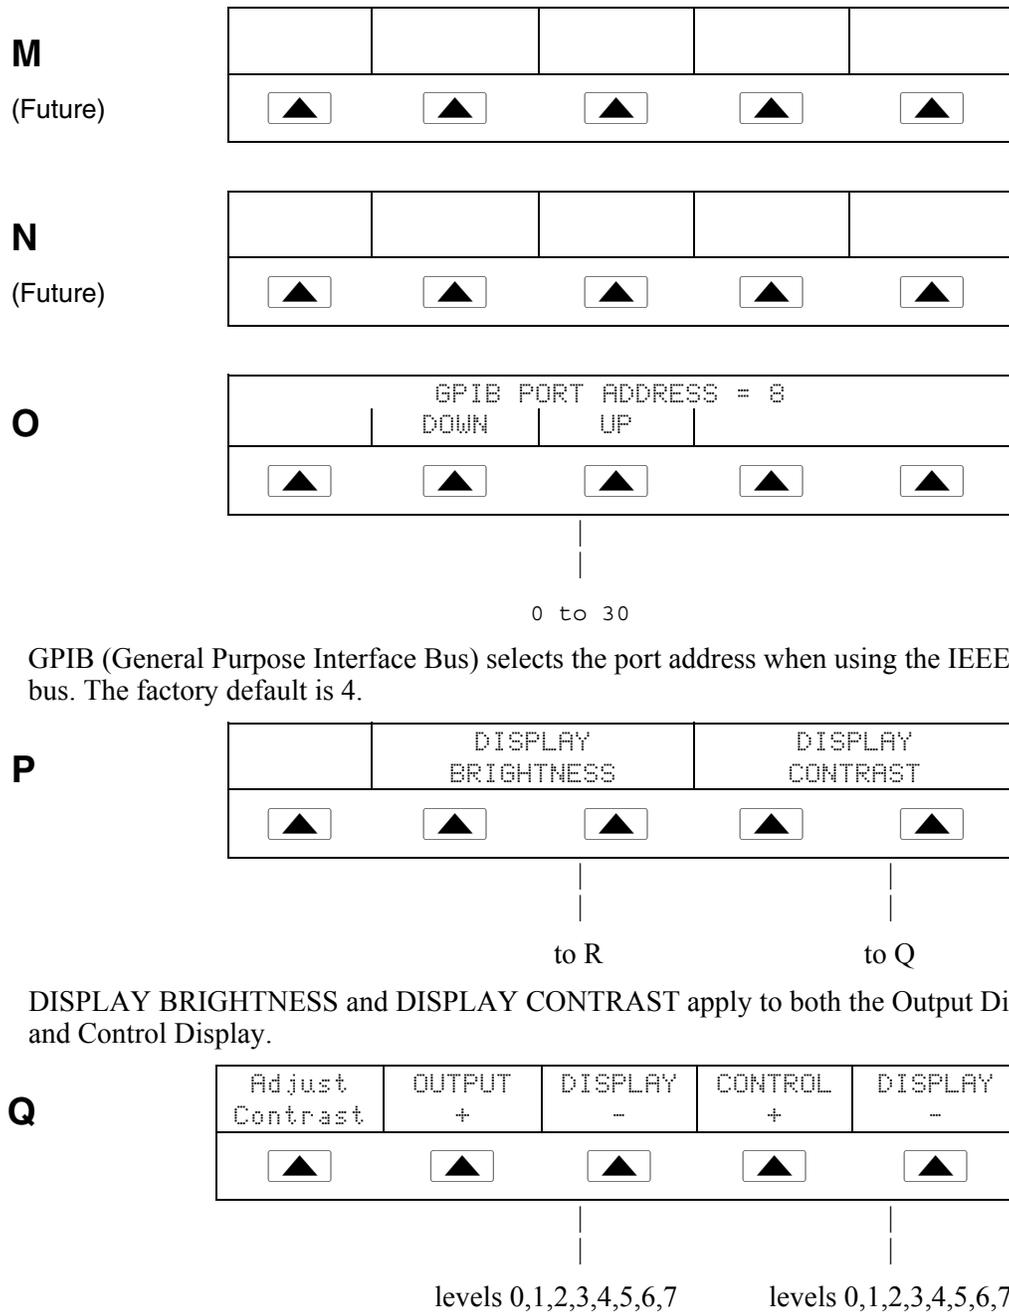 M
(Future)
N
(Future)
O
GPIB PORT ADDRESS = 8
DOWN UP
0 to 30
GPIB (General Purpose Interface Bus) selects the port address when using the IEEE
bus. The factory default is 4.
P
DISPLAY DISPLAY
BRIGHTNESS CONTRAST
to R to Q
DISPLAY BRIGHTNESS and DISPLAY CONTRAST apply to both the Output Di
and Control Display.
Q
Adjust OUTPUT DISPLAY CONTROL DISPLAY
Contrast + - + -
levels 0,1,2,3,4,5,6,7 levels 0,1,2,3,4,5,6,7